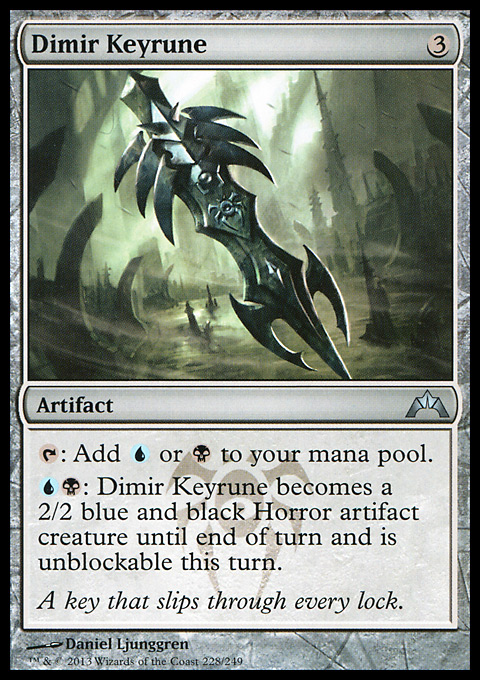 Dimir Keyrune 3
Artifact
: Add or to your mana pool.
: Dimir Keyrune becomes a
2/2 blue and black Horror artifact
creature until end of turn and is
unblockable this turn.
A key that slips through every lock.
Daniel Ljunggren
™ & © 2013 Wizards of the Coast 228/249